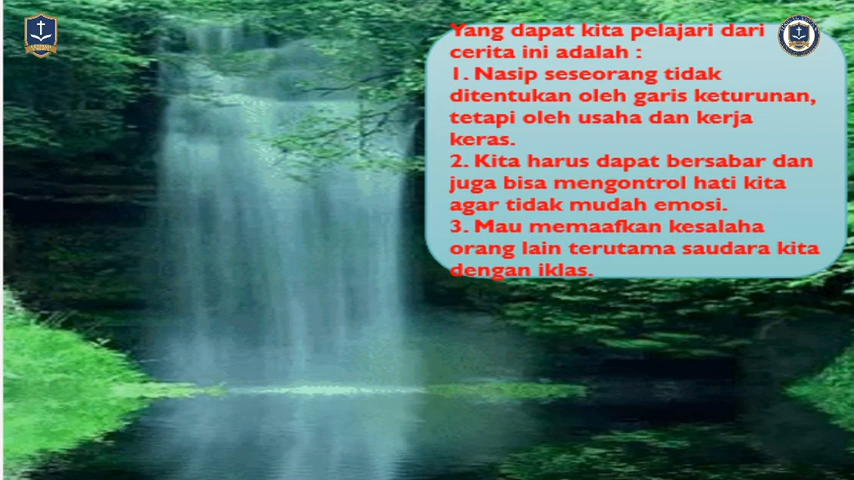 Yang dapat kita pelajari dari
cerita ini adalah :
1. Nasip seseorang tidak
ditentukan oleh garis keturunan,
tetapi oleh usaha dan kerja
keras.
2. Kita harus dapat bersabar dan
juga bisa mengontrol hati kita
agar tidak mudah emosi.
3. Mau memaafkan kesalaha
orang lain terutama saudara kita
dengan iklas.